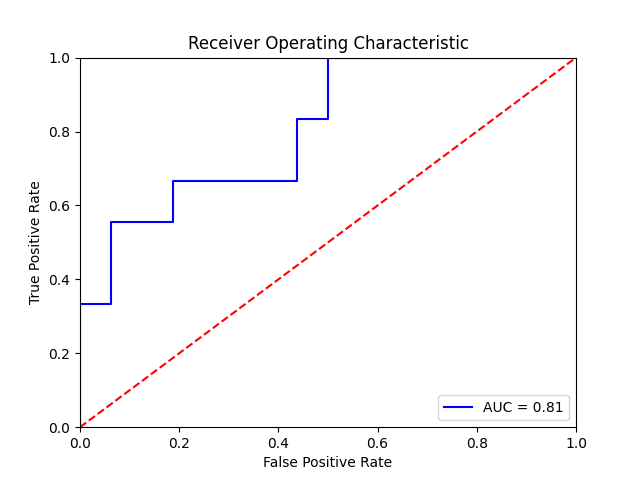 Receiver Operating Characteristic
1.0
0.8
0.6
0.4
0.2
0.0
True Positive Rate
AUC = 0.81
0.0 0.2 0.4 0.6 0.8 1.0
False Positive Rate